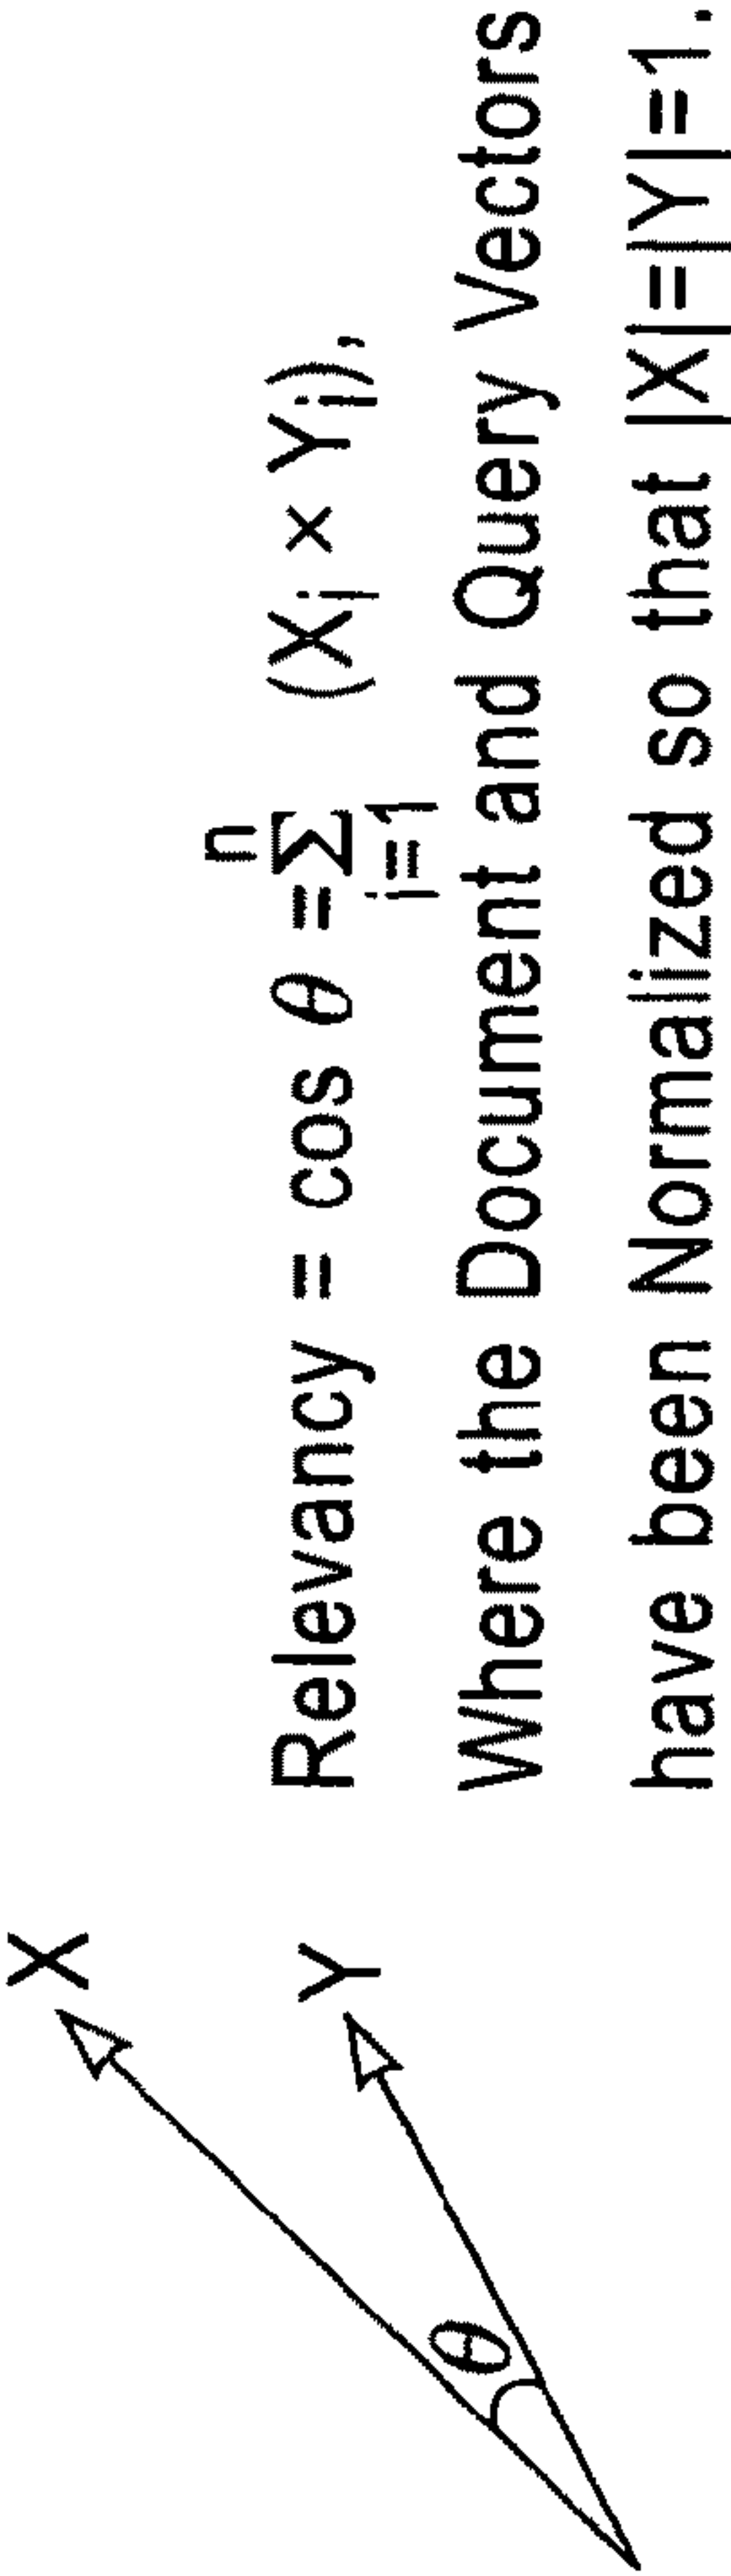 X
Y
θ
Relevancy = cos θ = n∑i=1 (Xi × Yi),
Where the Document and Query Vectors
have been Normalized so that |X|=|Y|=1.